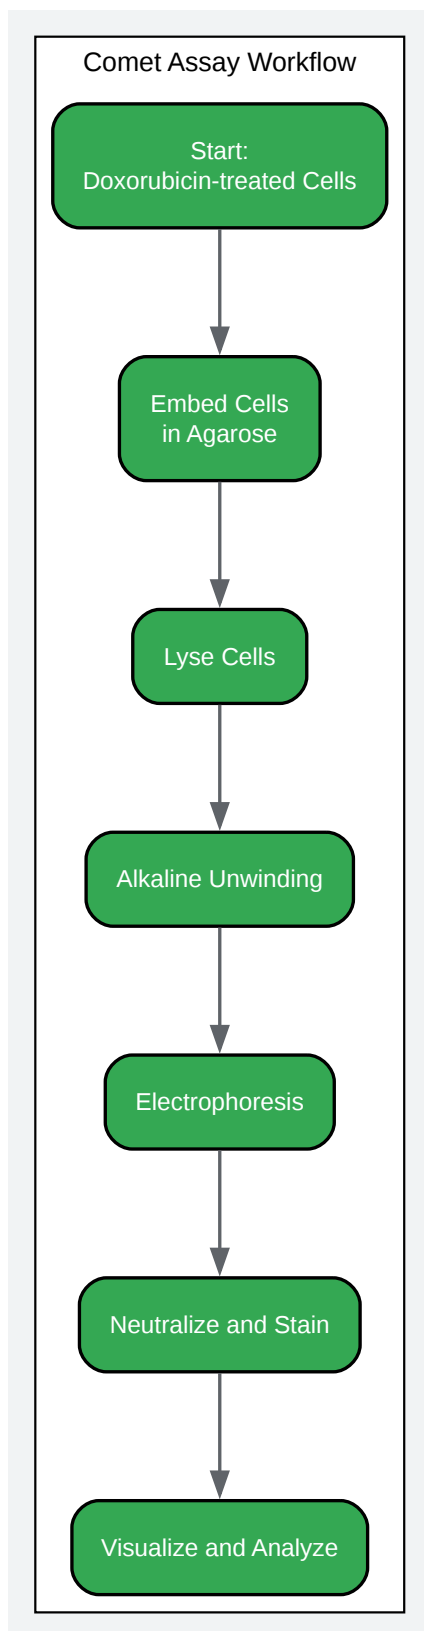 Comet Assay Workflow
Start:
Doxorubicin-treated Cells
Embed Cells
in Agarose
Lyse Cells
Alkaline Unwinding
Electrophoresis
Neutralize and Stain
Visualize and Analyze